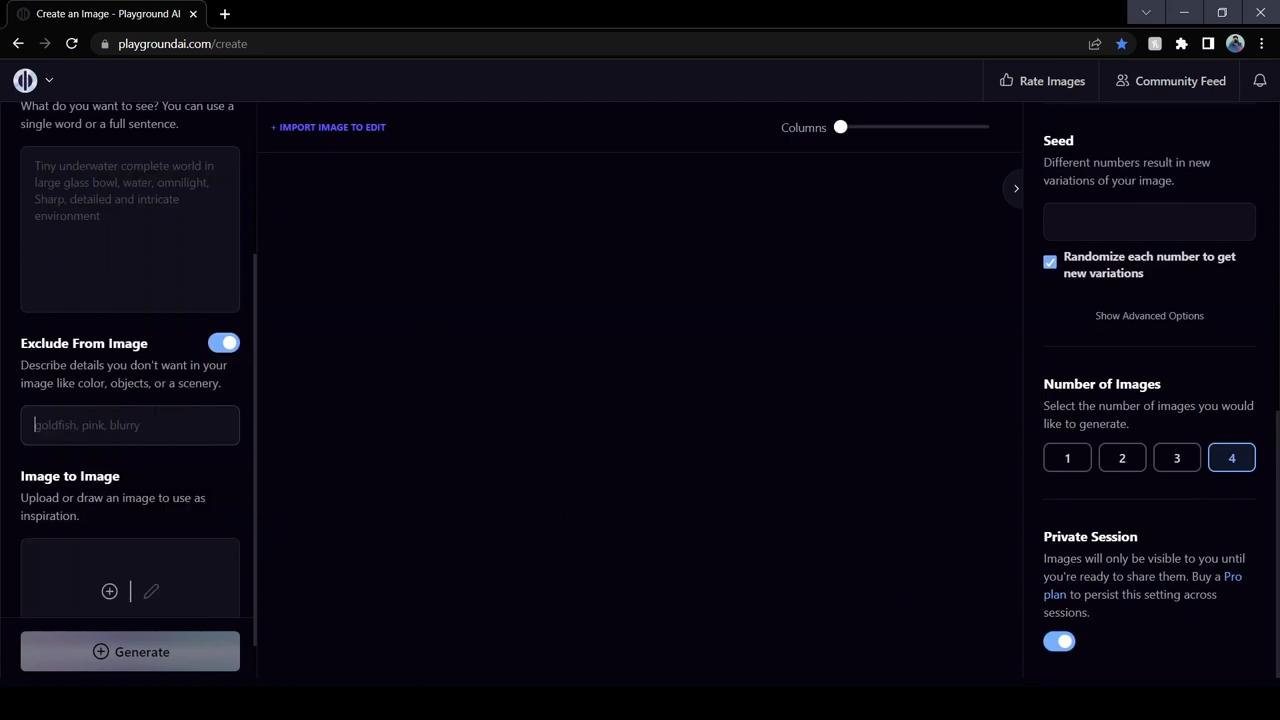 Create an Image - Playground AI
playgroundai.com/create
Rate Images
Community Feed
What do you want to see? You can use a
single word or a full sentence.
Tiny underwater complete world in
large glass bowl, water, omnilight,
Sharp, detailed and intricate
environment
Exclude From Image
Describe details you don't want in your
image like color, objects, or a scenery.
goldfish, pink, blurry
Image to Image
Upload or draw an image to use as
inspiration.
Generate
+ IMPORT IMAGE TO EDIT
Columns
Seed
Different numbers result in new
variations of your image.
Randomize each number to get
new variations
Show Advanced Options
Number of Images
Select the number of images you would
like to generate.
1 2 3 4
Private Session
Images will only be visible to you until
you're ready to share them. Buy a Pro
plan to persist this setting across
sessions.